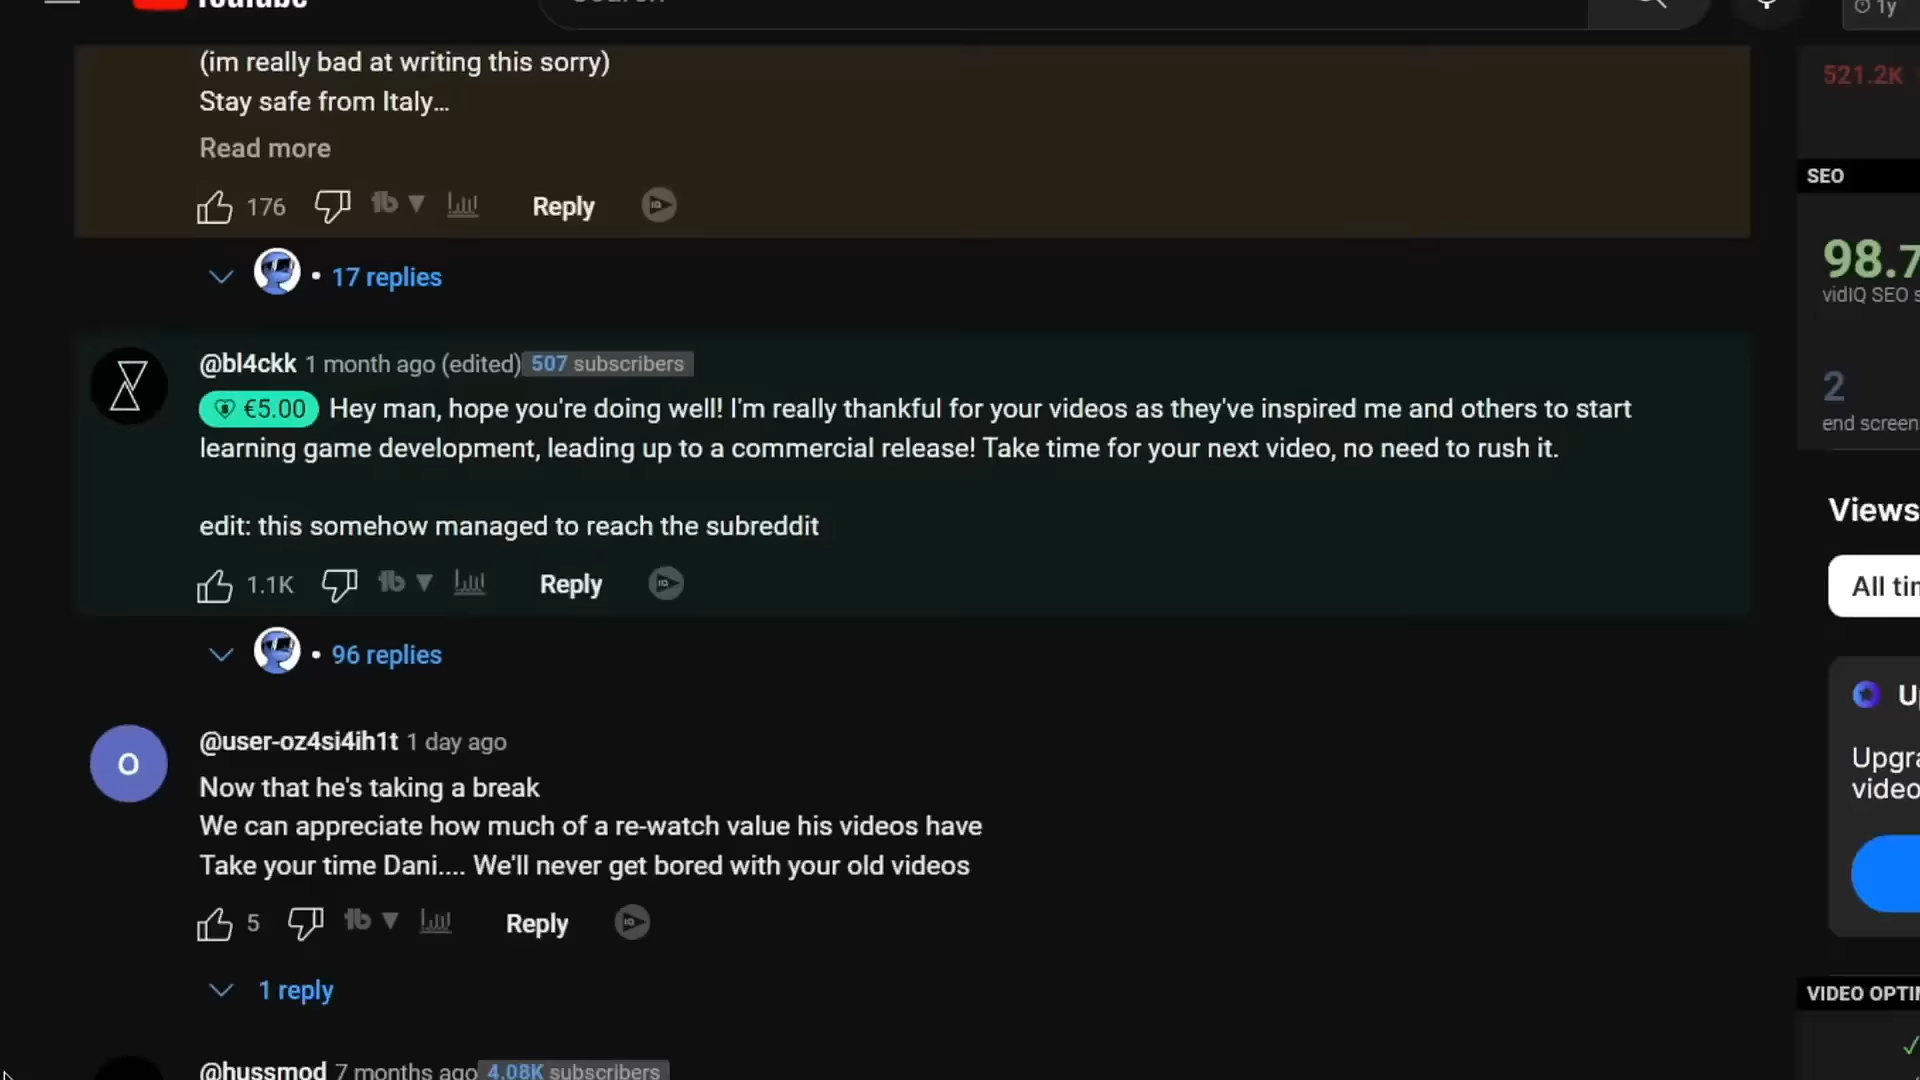 YouTube
Search
1y
(im really bad at writing this sorry)
Stay safe from Italy...
Read more
176
Reply
17 replies
@bl4ckk 1 month ago (edited) 507 subscribers
€5.00 Hey man, hope you're doing well! I'm really thankful for your videos as they've inspired me and others to start
learning game development, leading up to a commercial release! Take time for your next video, no need to rush it.
edit: this somehow managed to reach the subreddit
1.1K
Reply
96 replies
O
@user-oz4si4ih1t 1 day ago
Now that he's taking a break
We can appreciate how much of a re-watch value his videos have
Take your time Dani.... We'll never get bored with your old videos
5
Reply
1 reply
@hussmod 7 months ago 4.08K subscribers
521.2K
SEO
98.7
vidIQ SEO s
2
end screen
Views
All tim
Upgra
video
VIDEO OPTIM